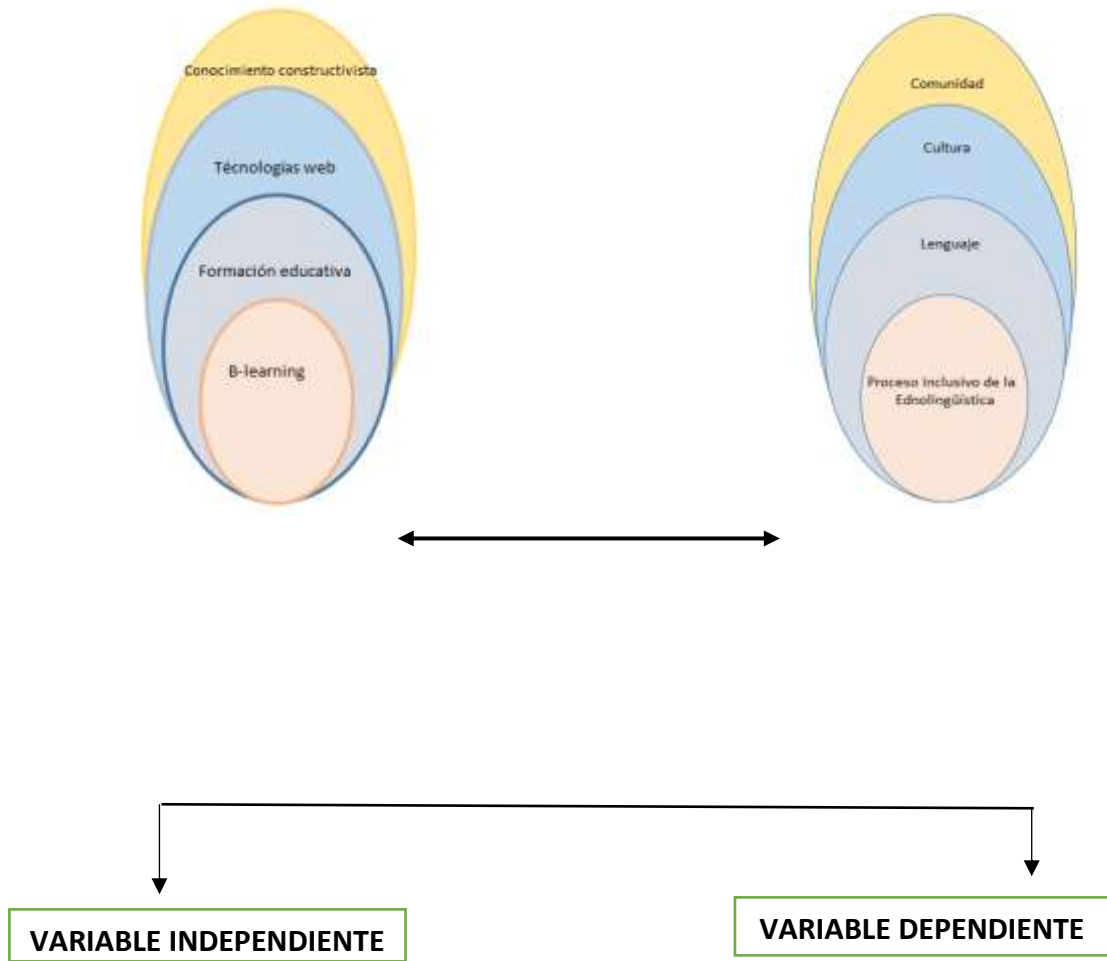 Conocimiento constructivista
Técnologias web
Formación educativa
B-learning
Comunidad
Cultura
Lenguaje
Proceso inclusivo de la
Ednolingüística
VARIABLE INDEPENDIENTE
VARIABLE DEPENDIENTE